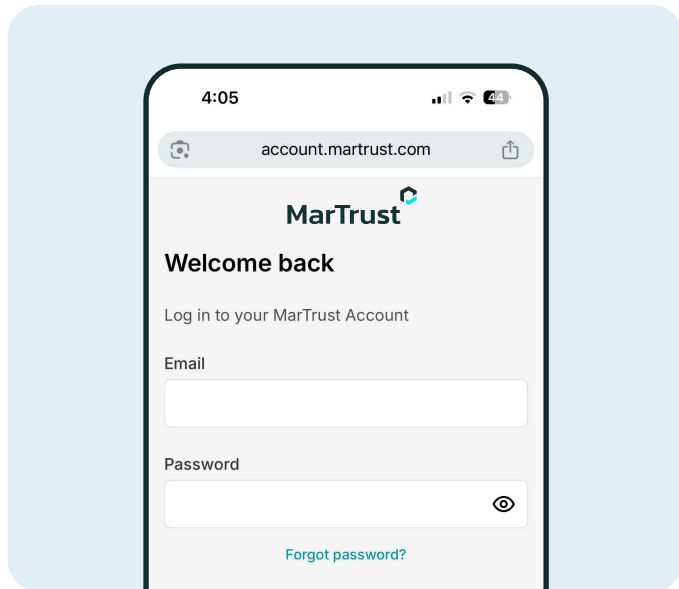 4:05
44
account.martrust.com
MarTrust
Welcome back
Log in to your MarTrust Account
Email
Password
Forgot password?